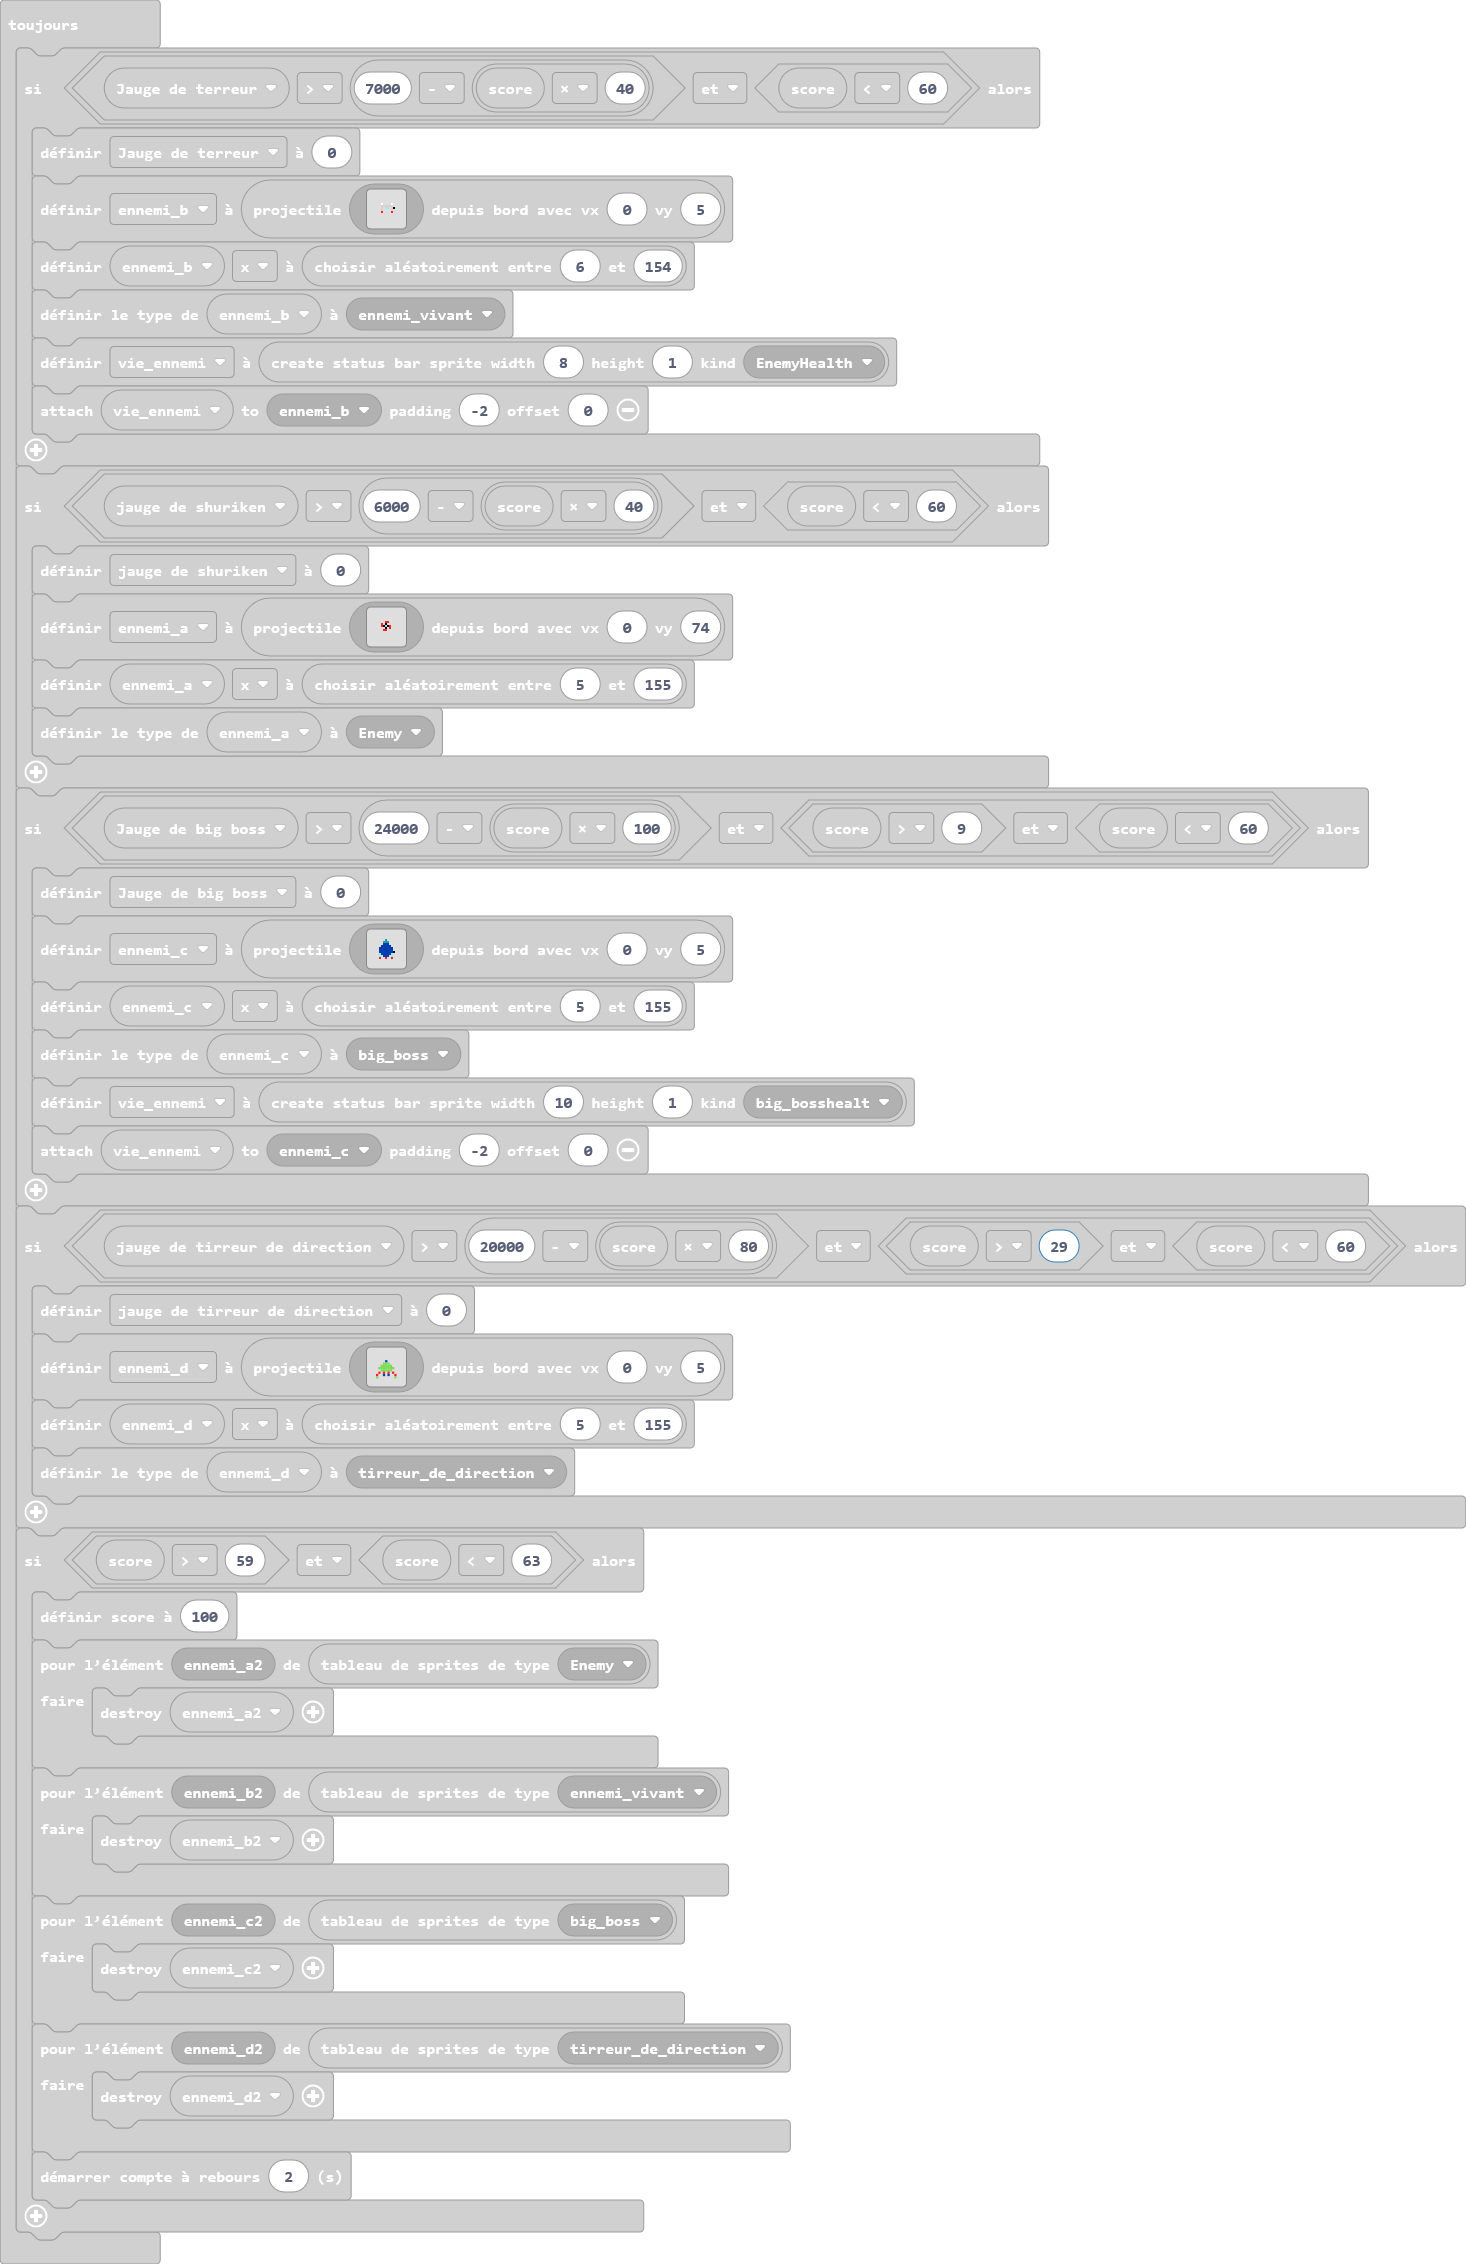 toujours
si Jauge de terreur > 7000 - score × 40 et score < 60 alors
définir Jauge de terreur à 0
définir ennemi_b à projectile depuis bord avec vx 0 vy 5
définir ennemi_b x à choisir aléatoirement entre 6 et 154
définir le type de ennemi_b à ennemi_vivant
définir vie_ennemi à create status bar sprite width 8 height 1 kind EnemyHealth
attach vie_ennemi to ennemi_b padding -2 offset 0
si jauge de shuriken > 6000 - score × 40 et score < 60 alors
définir jauge de shuriken à 0
définir ennemi_a à projectile depuis bord avec vx 0 vy 74
définir ennemi_a x à choisir aléatoirement entre 5 et 155
définir le type de ennemi_a à Enemy
si Jauge de big boss > 24000 - score × 100 et score > 9 et score < 60 alors
définir Jauge de big boss à 0
définir ennemi_c à projectile depuis bord avec vx 0 vy 5
définir ennemi_c x à choisir aléatoirement entre 5 et 155
définir le type de ennemi_c à big_boss
définir vie_ennemi à create status bar sprite width 10 height 1 kind big_bosshealt
attach vie_ennemi to ennemi_c padding -2 offset 0
si jauge de tirreur de direction > 20000 - score × 80 et score > 29 et score < 60 alors
définir jauge de tirreur de direction à 0
définir ennemi_d à projectile depuis bord avec vx 0 vy 5
définir ennemi_d x à choisir aléatoirement entre 5 et 155
définir le type de ennemi_d à tirreur_de_direction
si score > 59 et score < 63 alors
définir score à 100
pour l'élément ennemi_a2 de tableau de sprites de type Enemy
faire destroy ennemi_a2
pour l'élément ennemi_b2 de tableau de sprites de type ennemi_vivant
faire destroy ennemi_b2
pour l'élément ennemi_c2 de tableau de sprites de type big_boss
faire destroy ennemi_c2
pour l'élément ennemi_d2 de tableau de sprites de type tirreur_de_direction
faire destroy ennemi_d2
démarrer compte à rebours 2 (s)